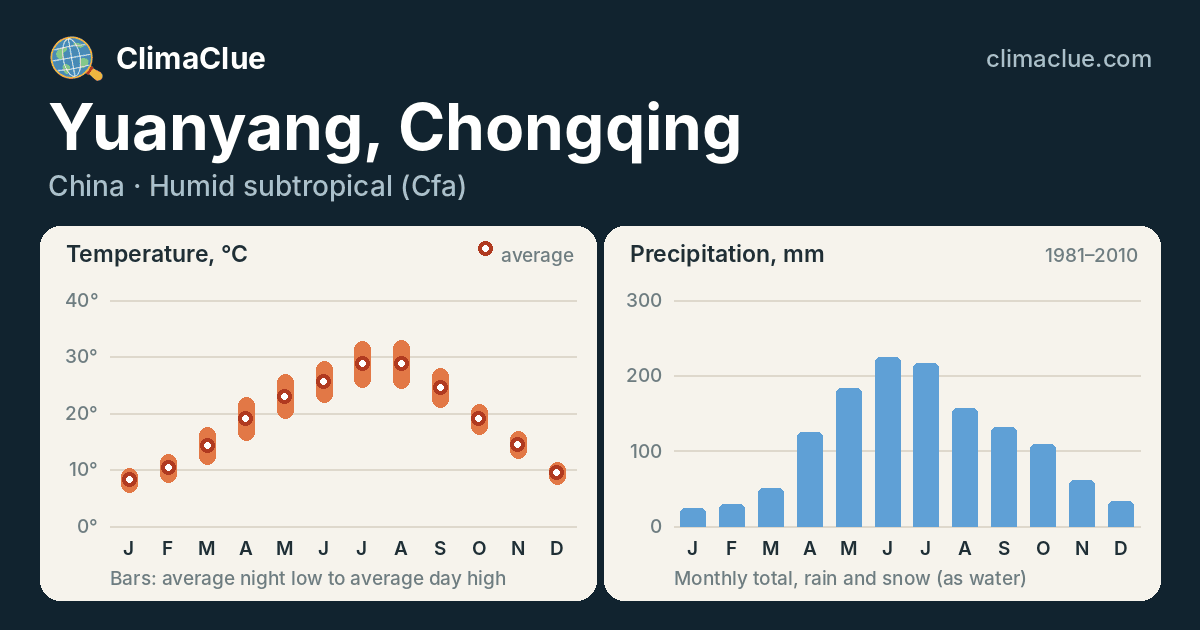 ClimaClue
climaclue.com
Yuanyang, Chongqing
China · Humid subtropical (Cfa)
Temperature, °C
average
40°
30°
20°
10°
0°
J F M A M J J A S O N D
Bars: average night low to average day high
Precipitation, mm
1981–2010
300
200
100
0
J F M A M J J A S O N D
Monthly total, rain and snow (as water)